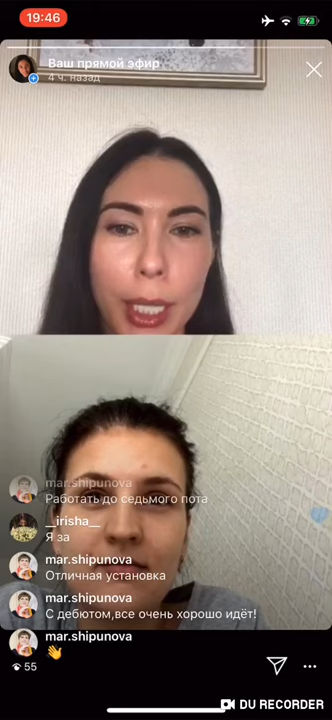 19:46
Ваш прямой эфир
4 ч. назад
mar.shipunova
Работать до седьмого пота
__irisha__
Я за
mar.shipunova
Отличная установка
mar.shipunova
С дебютом,все очень хорошо идёт!
mar.shipunova
👋
55
DU RECORDER